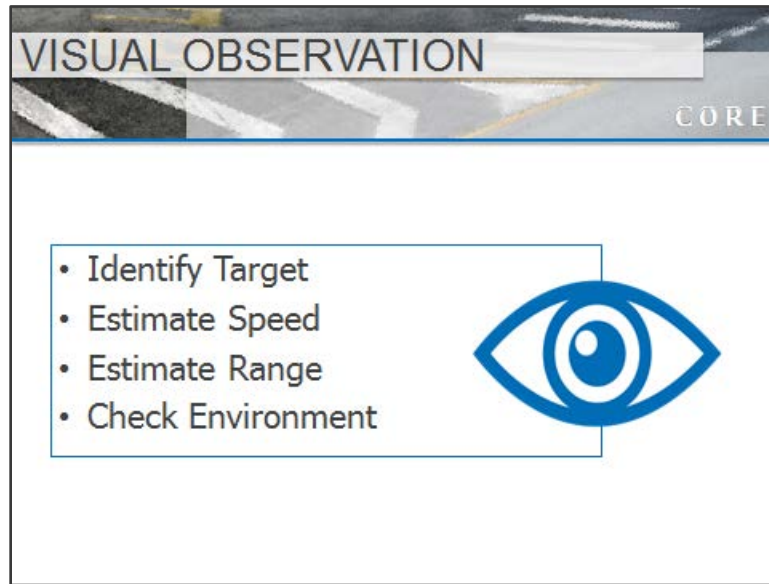 VISUAL OBSERVATION
CORE
• Identify Target
• Estimate Speed
• Estimate Range
• Check Environment